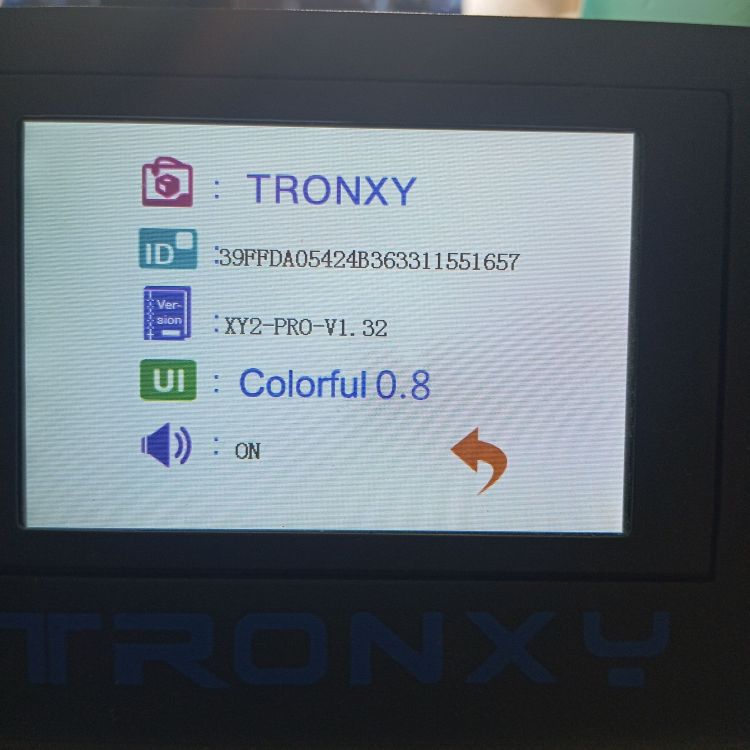 : TRONXY
ID :39FFDA05424B363311551657
Ver-
sion :XY2-PRO-V1.32
UI : Colorful 0.8
: ON
TRONXY